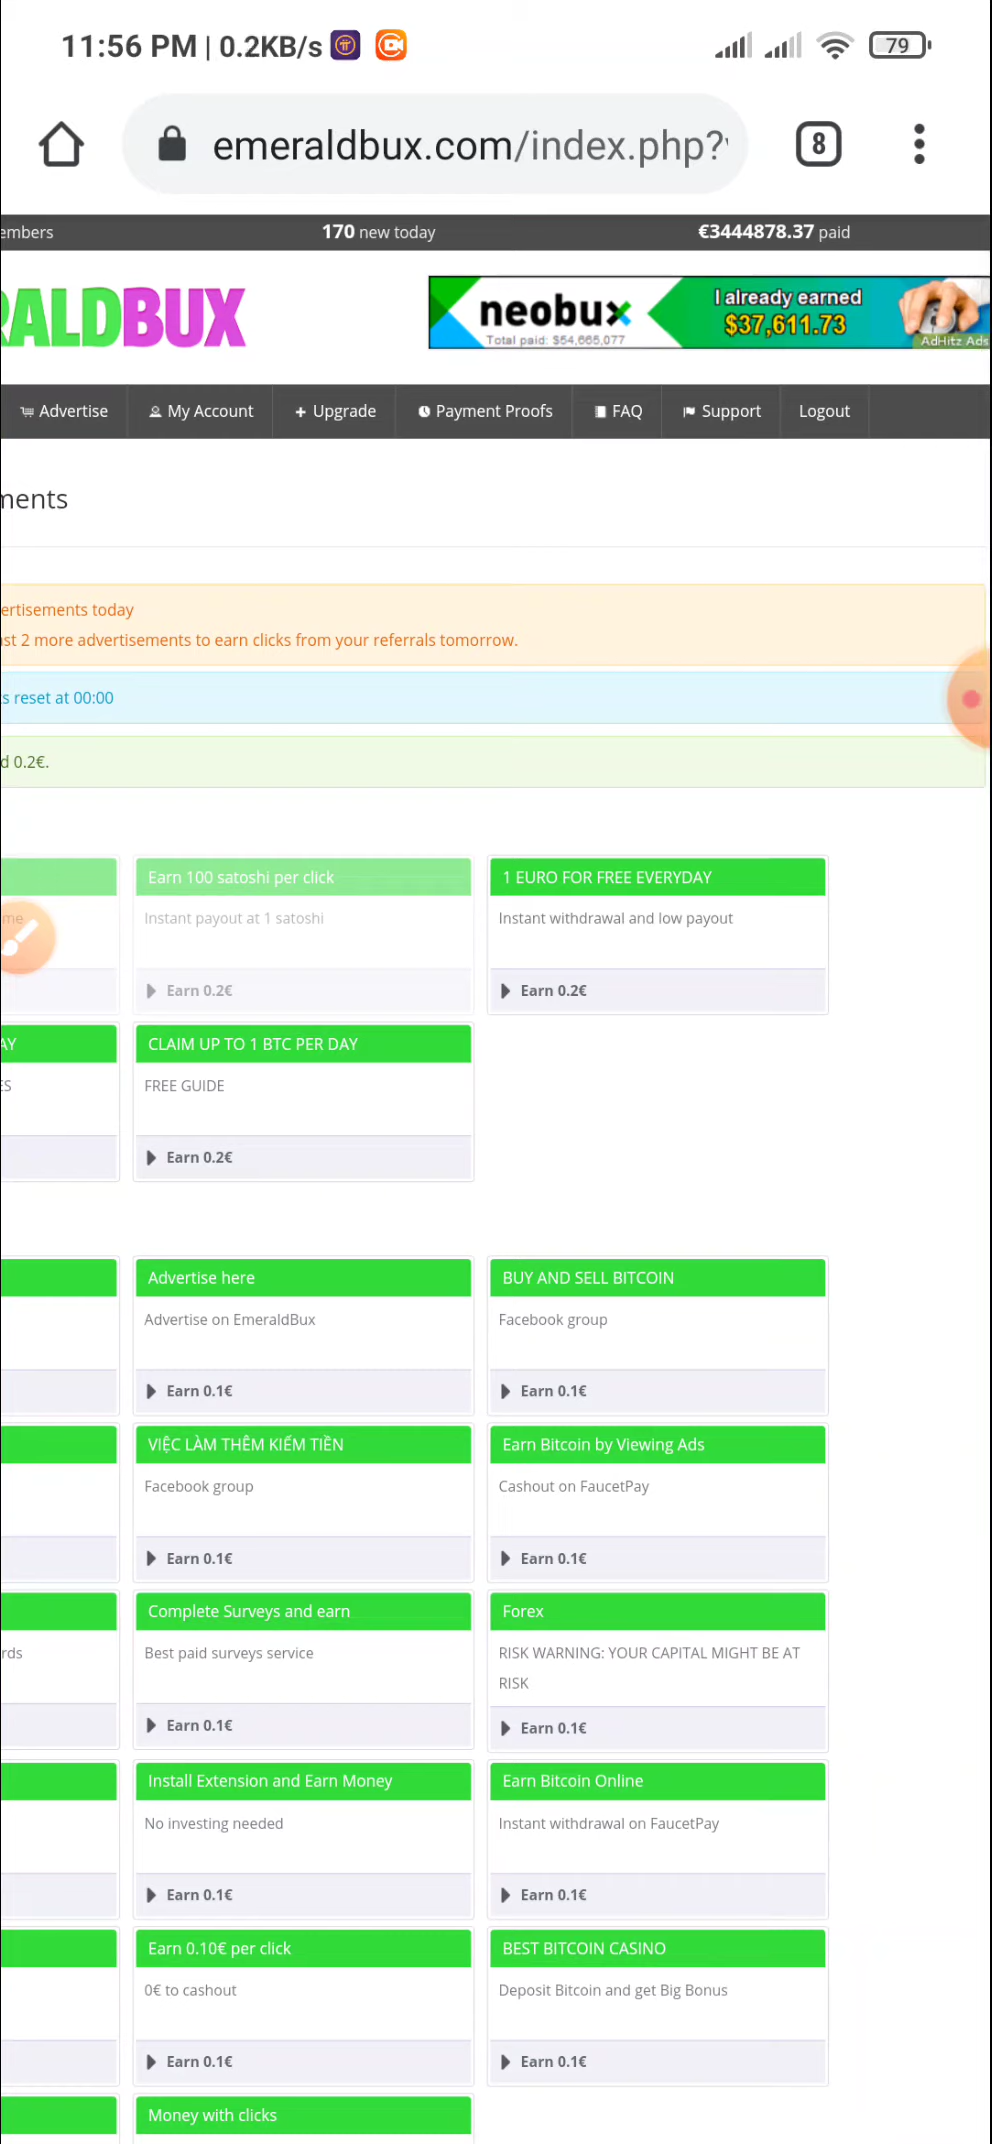 11:56 PM | 0.2KB/s
79
emeraldbux.com/index.php?
8
embers
170 new today
€3444878.37 paid
RALDBUX
neobux
Total paid: $54,665,077
I already earned
$37,611.73
AdHitz Ads
Advertise
My Account
Upgrade
Payment Proofs
FAQ
Support
Logout
ments
ertisements today
ast 2 more advertisements to earn clicks from your referrals tomorrow.
s reset at 00:00
d 0.2€.
Earn 100 satoshi per click
1 EURO FOR FREE EVERYDAY
me
Instant payout at 1 satoshi
Instant withdrawal and low payout
Earn 0.2€
Earn 0.2€
AY
CLAIM UP TO 1 BTC PER DAY
ES
FREE GUIDE
Earn 0.2€
Advertise here
BUY AND SELL BITCOIN
Advertise on EmeraldBux
Facebook group
Earn 0.1€
Earn 0.1€
VIỆC LÀM THÊM KIẾM TIỀN
Earn Bitcoin by Viewing Ads
Facebook group
Cashout on FaucetPay
Earn 0.1€
Earn 0.1€
Complete Surveys and earn
Forex
rds
Best paid surveys service
RISK WARNING: YOUR CAPITAL MIGHT BE AT
RISK
Earn 0.1€
Earn 0.1€
Install Extension and Earn Money
Earn Bitcoin Online
No investing needed
Instant withdrawal on FaucetPay
Earn 0.1€
Earn 0.1€
Earn 0.10€ per click
BEST BITCOIN CASINO
0€ to cashout
Deposit Bitcoin and get Big Bonus
Earn 0.1€
Earn 0.1€
Money with clicks